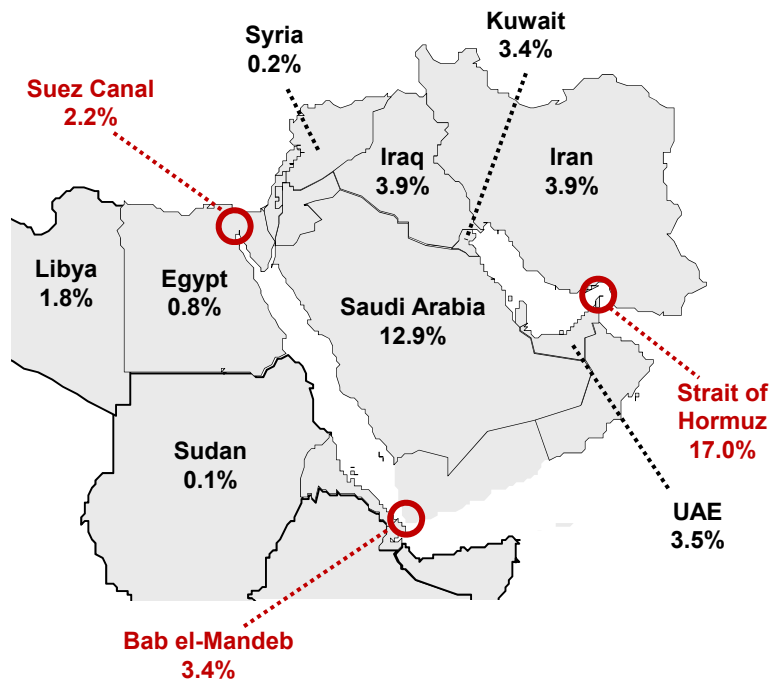 Kuwait
3.4%
Syria
0.2%
Suez Canal
2.2%
Iraq
3.9%
Iran
3.9%
Libya
1.8%
Egypt
0.8%
Saudi Arabia
12.9%
Strait of
Hormuz
17.0%
Sudan
0.1%
UAE
3.5%
Bab el-Mandeb
3.4%